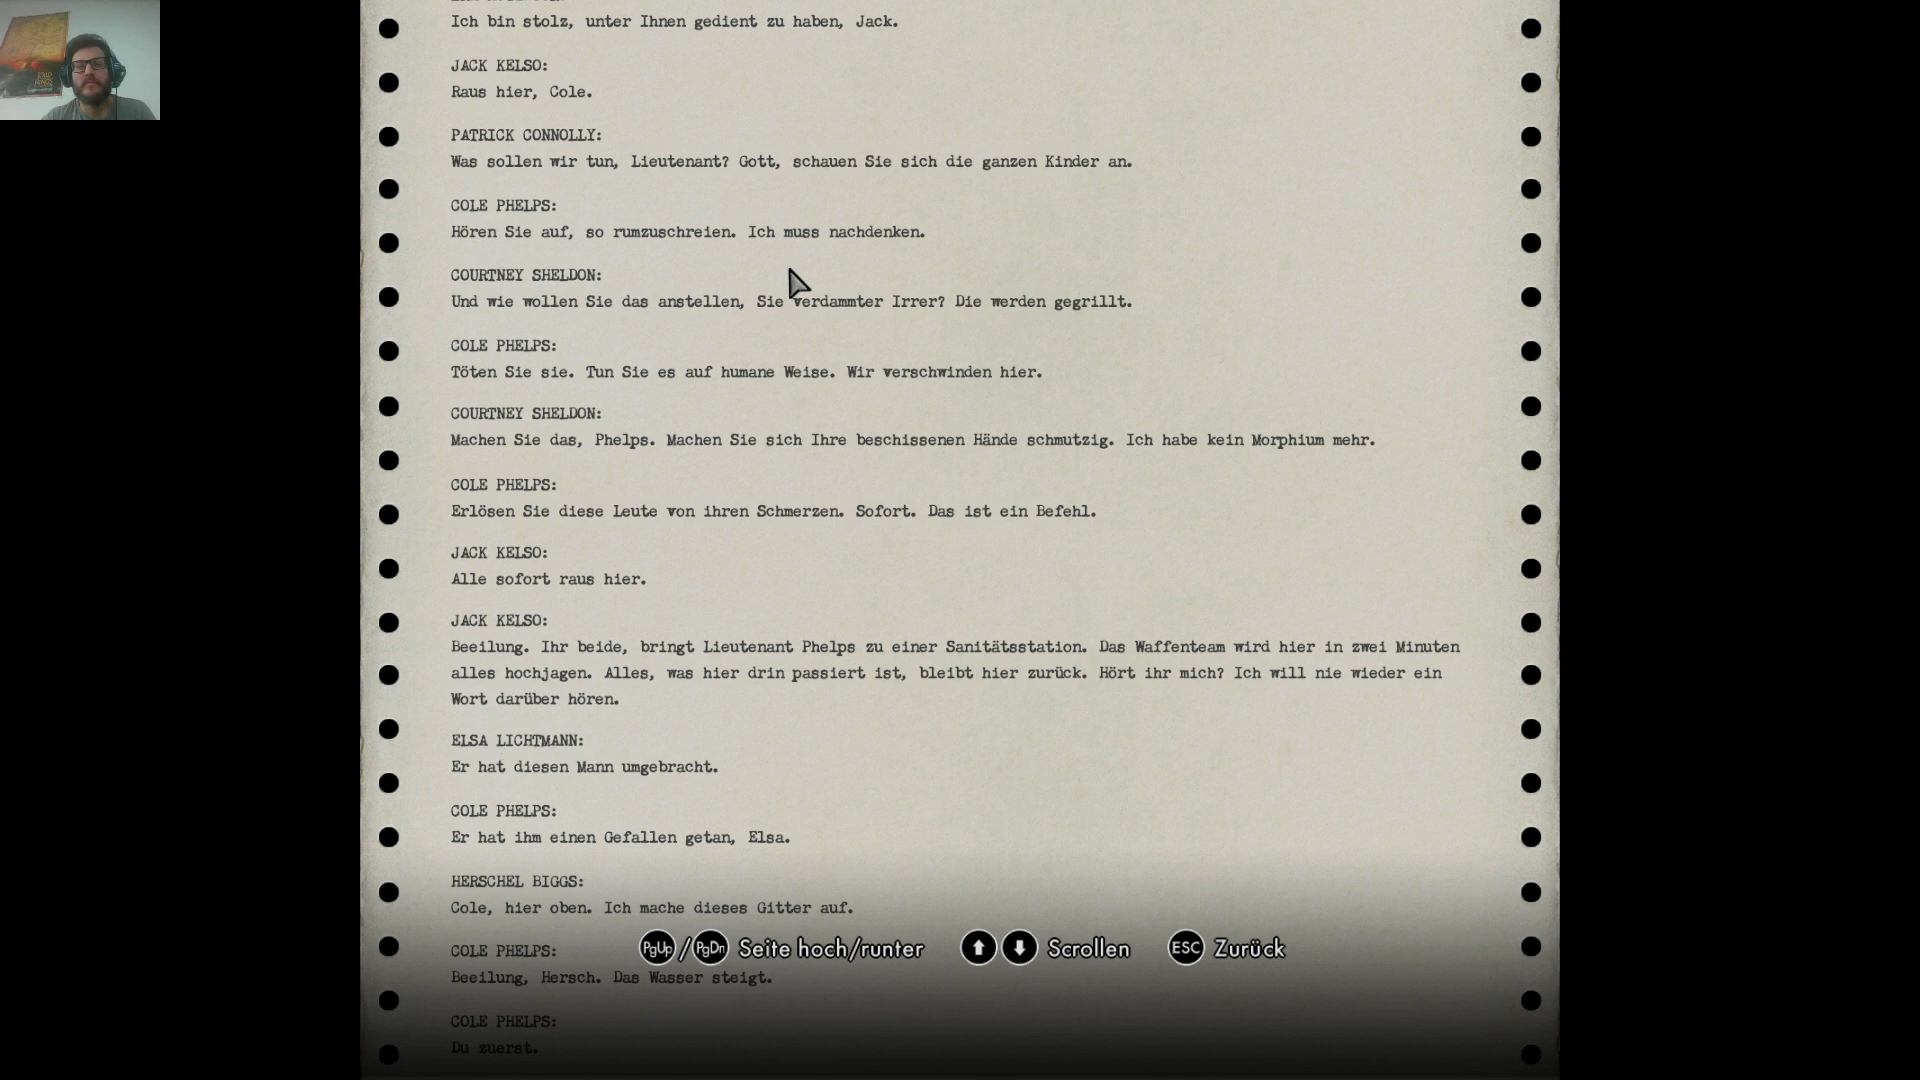 Ich bin stolz, unter Ihnen gedient zu haben, Jack.
JACK KELSO:
Raus hier, Cole.
PATRICK CONNOLLY:
Was sollen wir tun, Lieutenant? Gott, schauen Sie sich die ganzen Kinder an.
COLE PHELPS:
Hören Sie auf, so rumzuschreien. Ich muss nachdenken.
COURTNEY SHELDON:
Und wie wollen Sie das anstellen, Sie verdammter Irrer? Die werden gegrillt.
COLE PHELPS:
Töten Sie sie. Tun Sie es auf humane Weise. Wir verschwinden hier.
COURTNEY SHELDON:
Machen Sie das, Phelps. Machen Sie sich Ihre beschissenen Hände schmutzig. Ich habe kein Morphium mehr.
COLE PHELPS:
Erlösen Sie diese Leute von ihren Schmerzen. Sofort. Das ist ein Befehl.
JACK KELSO:
Alle sofort raus hier.
JACK KELSO:
Beeilung. Ihr beide, bringt Lieutenant Phelps zu einer Sanitätsstation. Das Waffenteam wird hier in zwei Minuten
alles hochjagen. Alles, was hier drin passiert ist, bleibt hier zurück. Hört ihr mich? Ich will nie wieder ein
Wort darüber hören.
ELSA LICHTMANN:
Er hat diesen Mann umgebracht.
COLE PHELPS:
Er hat ihm einen Gefallen getan, Elsa.
HERSCHEL BIGGS:
Cole, hier oben. Ich mache dieses Gitter auf.
COLE PHELPS:
Beeilung, Hersch. Das Wasser steigt.
COLE PHELPS:
Du zuerst.
PgUp/PgDn Seite hoch/runter ↑ ↓ Scrollen ESC Zurück